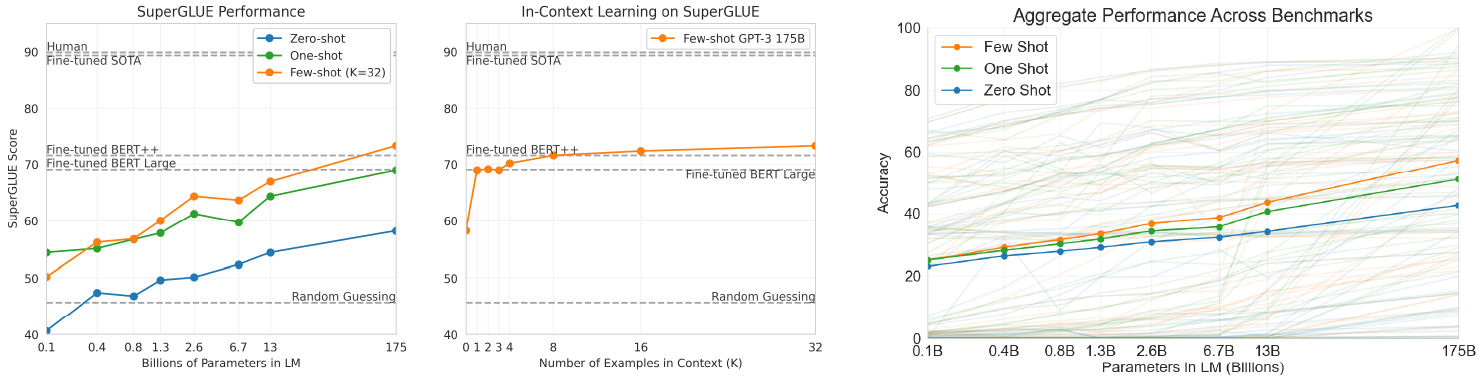 SuperGLUE Performance
SuperGLUE Score
90
80
70
60
50
40
Human
Fine-tuned SOTA
Fine-tuned BERT++
Fine-tuned BERT Large
Random Guessing
Zero-shot
One-shot
Few-shot (K=32)
0.1 0.4 0.8 1.3 2.6 6.7 13 175
Billions of Parameters in LM
In-Context Learning on SuperGLUE
90
80
70
60
50
40
Human
Fine-tuned SOTA
Fine-tuned BERT++
Fine-tuned BERT Large
Random Guessing
Few-shot GPT-3 175B
0 1 2 3 4 8 16 32
Number of Examples in Context (K)
Aggregate Performance Across Benchmarks
Accuracy
100
80
60
40
20
0
Few Shot
One Shot
Zero Shot
0.1B 0.4B 0.8B 1.3B 2.6B 6.7B 13B 175B
Parameters in LM (Billions)